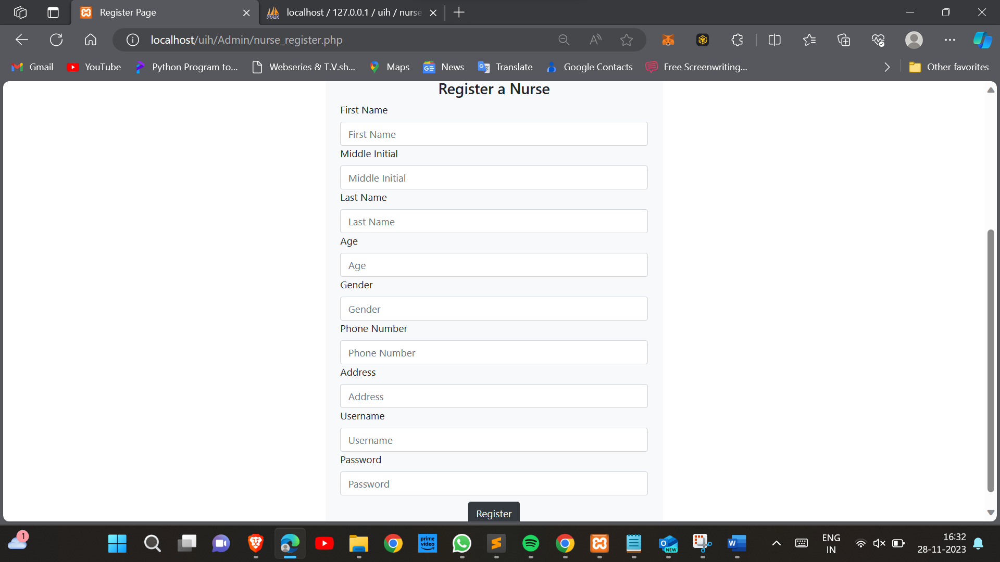 Register Page
localhost / 127.0.0.1 / uih / nurse
localhost/uih/Admin/nurse_register.php
Gmail YouTube Python Program to... Webseries & T.V.sh... Maps News Translate Google Contacts Free Screenwriting... Other favorites
Register a Nurse
First Name
First Name
Middle Initial
Middle Initial
Last Name
Last Name
Age
Age
Gender
Gender
Phone Number
Phone Number
Address
Address
Username
Username
Password
Password
Register
1
prime video
NEW
W
ENG
IN
16:32
28-11-2023